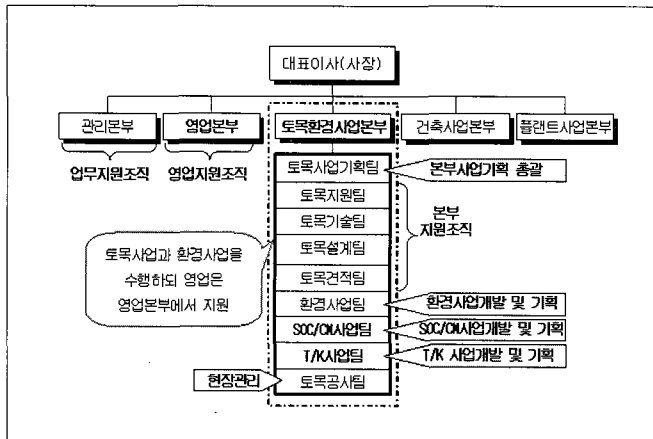 대표이사(사장)
관리본부
영업본부
토목환경사업본부
건축사업본부
플랜트사업본부
업무지원조직
영업지원조직
토목사업기획팀
본부사업기획 총괄
토목지원팀
토목기술팀
토목설계팀
토목견적팀
본부
지원조직
토목사업과 환경사업을
수행하되 영업은
영업본부에서 지원
환경사업팀
환경사업개발 및 기획
SOC/CM사업팀
SOC/CM사업개발 및 기획
T/K사업팀
T/K 사업개발 및 기획
현장관리
토목공사팀